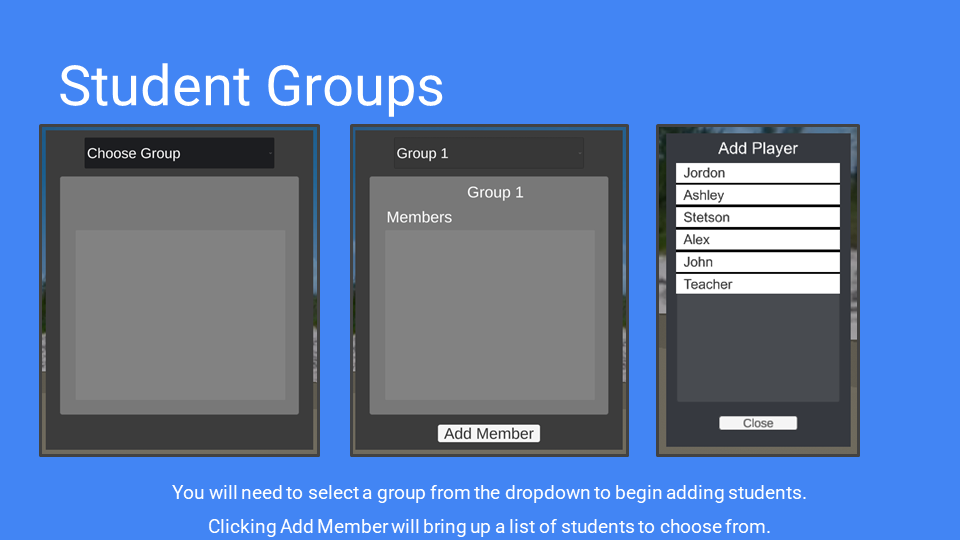 Student Groups
Choose Group
Group 1
Group 1
Members
Add Member
Add Player
Jordon
Ashley
Stetson
Alex
John
Teacher
Close
You will need to select a group from the dropdown to begin adding students.
Clicking Add Member will bring up a list of students to choose from.